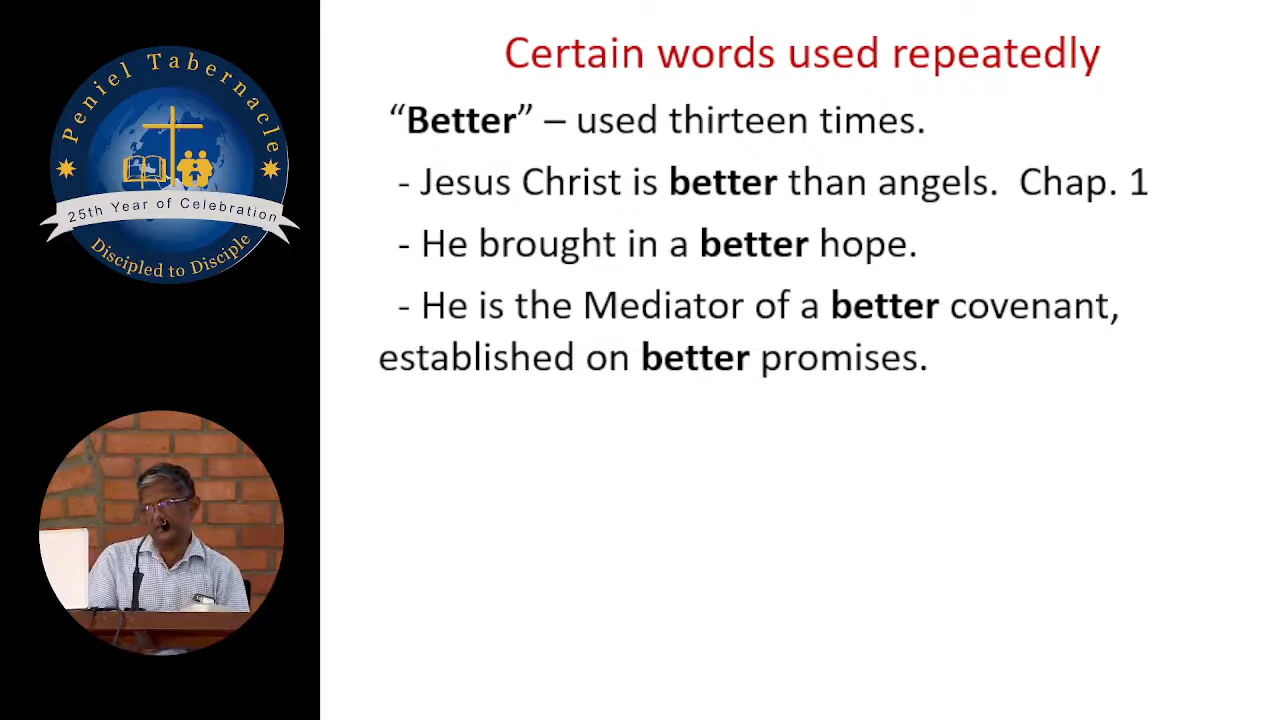 Peniel Tabernacle
25th Year of Celebration
Discipled to Disciple
Certain words used repeatedly
“Better” – used thirteen times.
- Jesus Christ is better than angels. Chap. 1
- He brought in a better hope.
- He is the Mediator of a better covenant,
established on better promises.